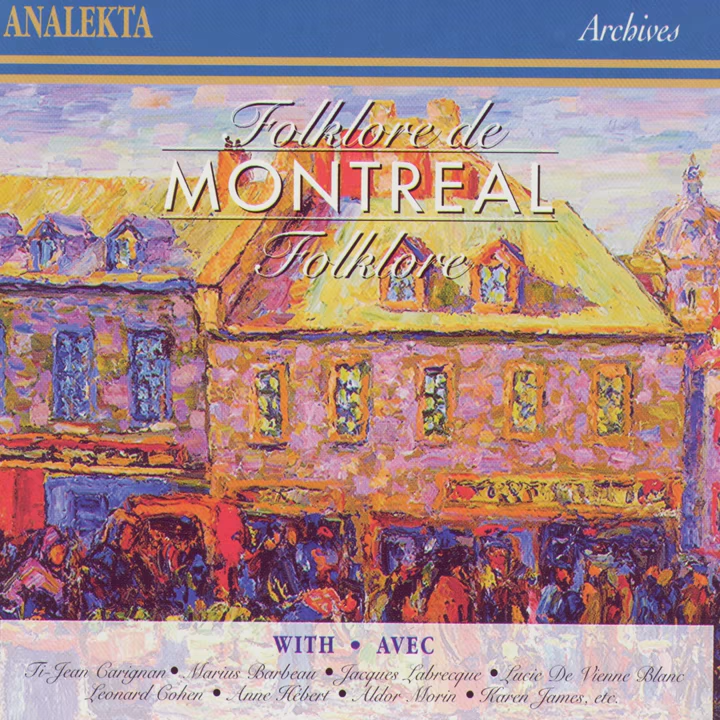 ANALEKTA
Archives
Folklore de
MONTREAL
Folklore
WITH • AVEC
Ti-Jean Carignan • Marius Barbeau • Jacques Labrecque • Lucie De Vienne Blanc
Leonard Cohen • Anne Hèbert • Aldor Morin • Karen James, etc.